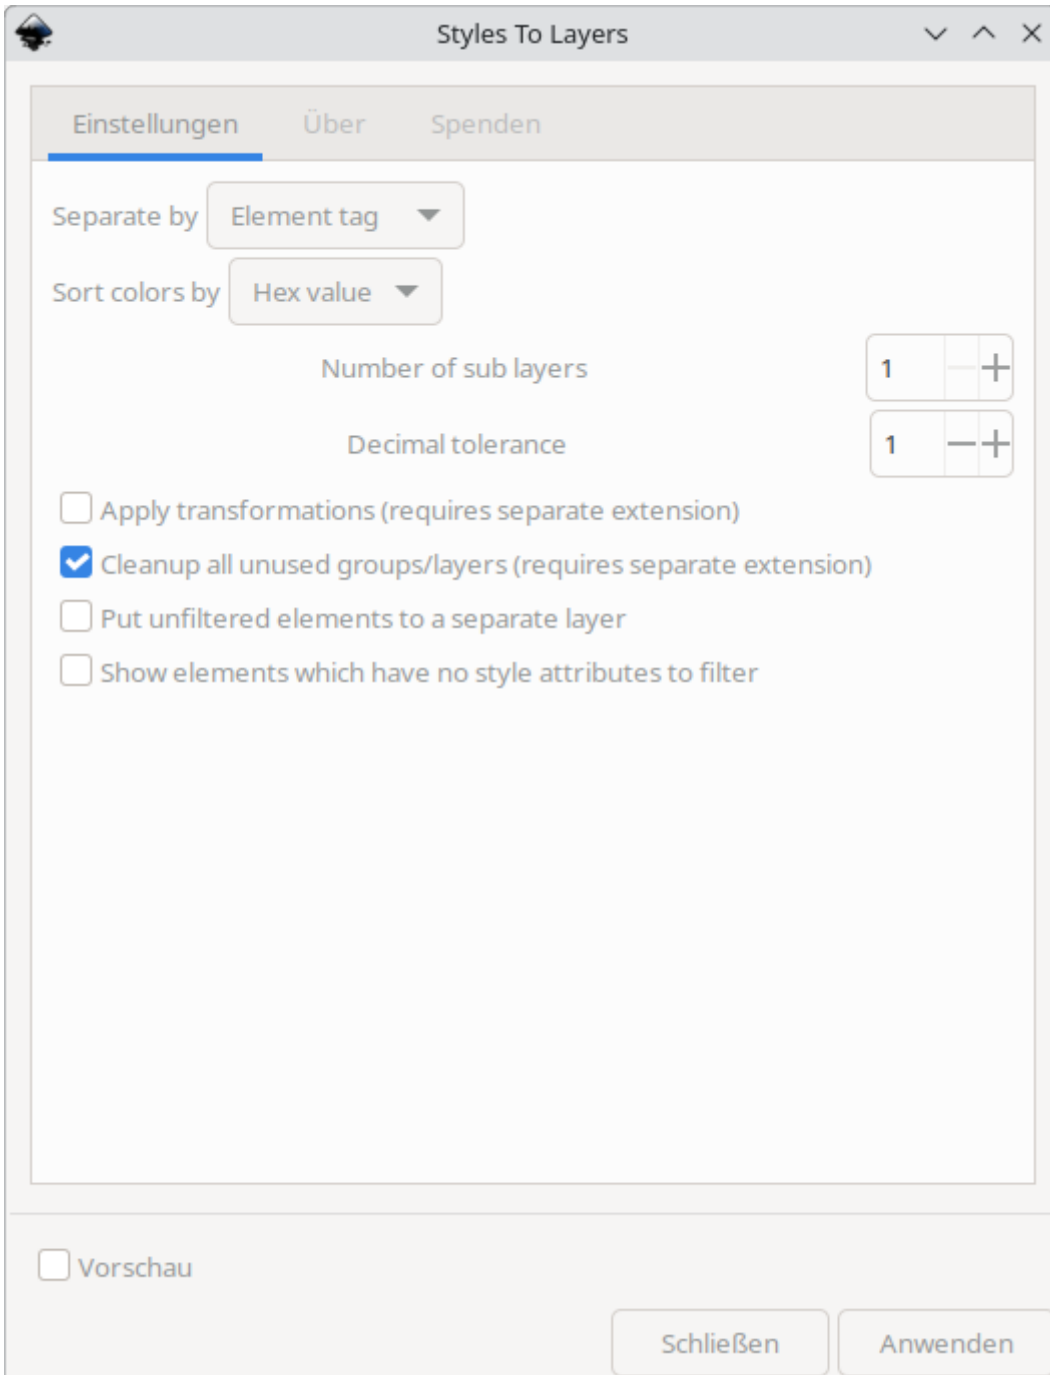 Styles To Layers
Einstellungen Über Spenden
Separate by Element tag
Sort colors by Hex value
Number of sub layers 1
Decimal tolerance 1
Apply transformations (requires separate extension)
Cleanup all unused groups/layers (requires separate extension)
Put unfiltered elements to a separate layer
Show elements which have no style attributes to filter
Vorschau
Schließen Anwenden